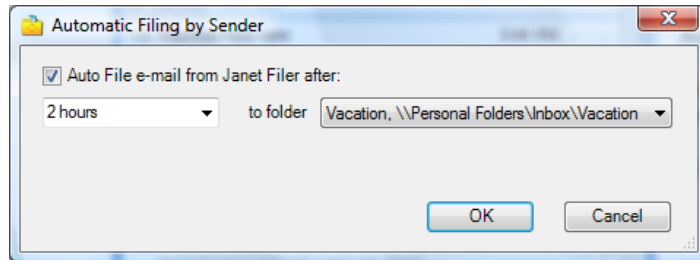 Automatic Filing by Sender
Auto File e-mail from Janet Filer after:
2 hours to folder Vacation, \\Personal Folders\Inbox\Vacation
OK Cancel